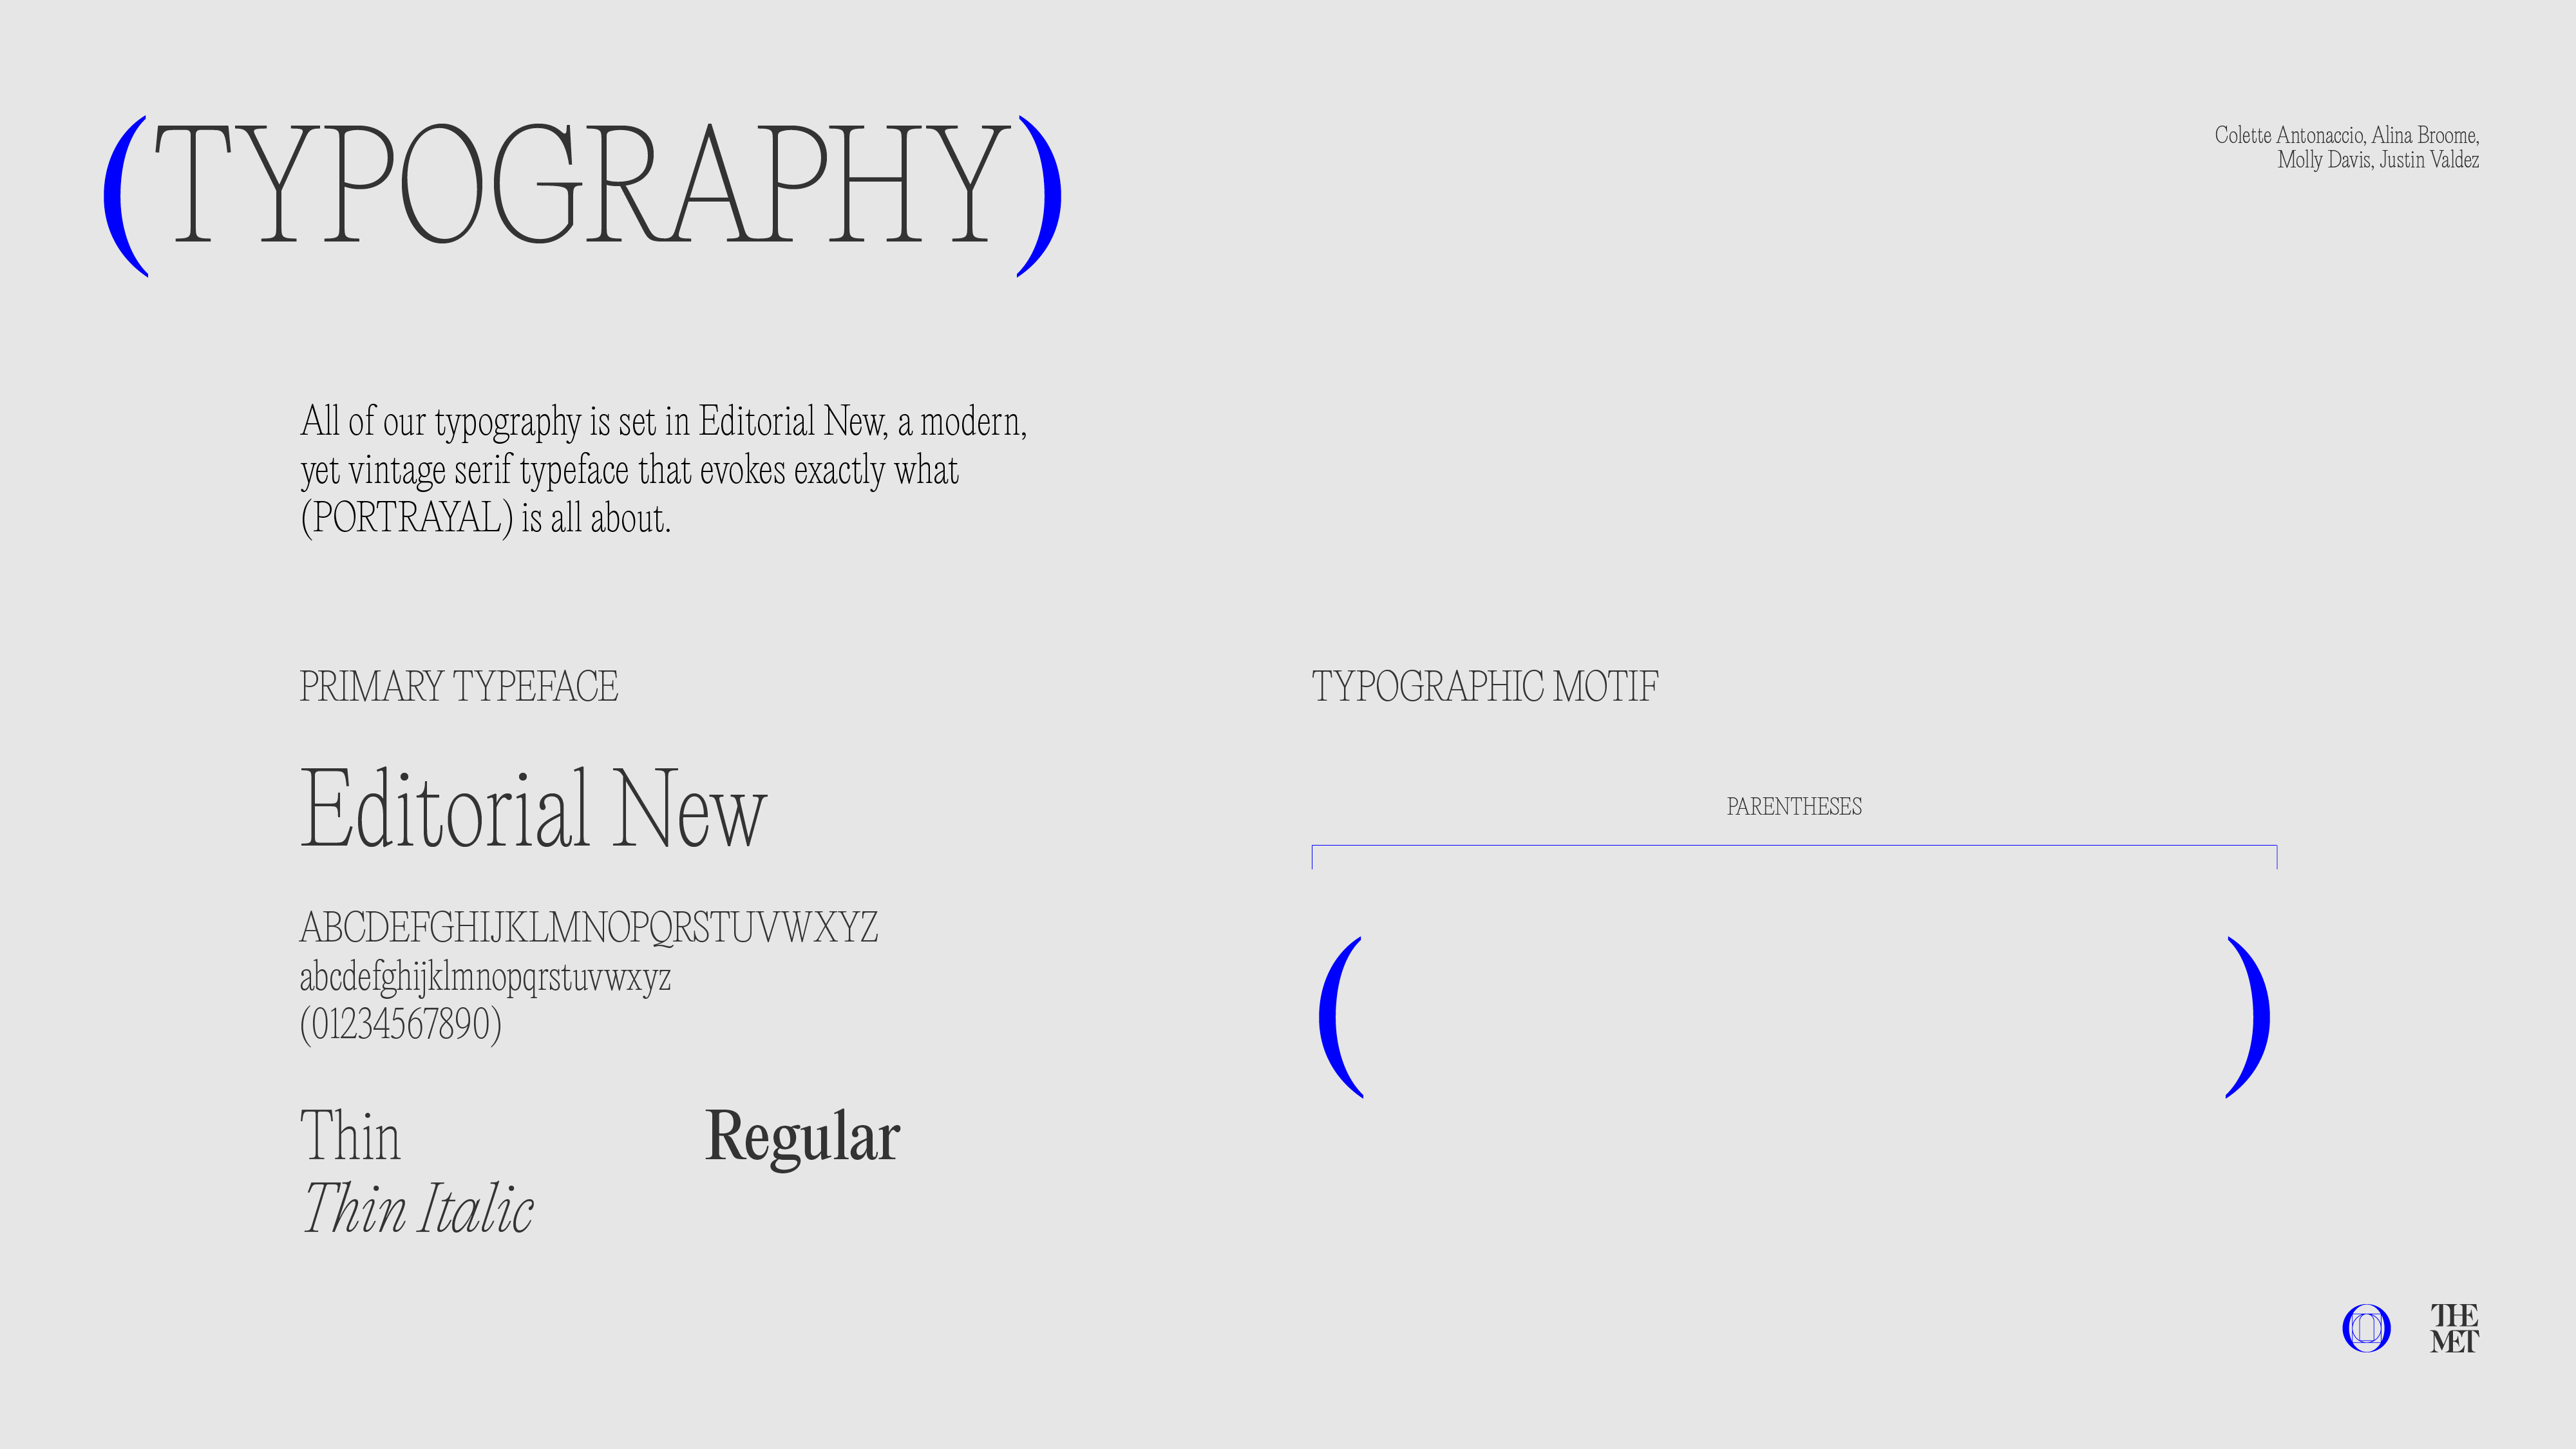 (TYPOGRAPHY)
Colette Antonaccio, Alina Broome,
Molly Davis, Justin Valdez
All of our typography is set in Editorial New, a modern,
yet vintage serif typeface that evokes exactly what
(PORTRAYAL) is all about.
PRIMARY TYPEFACE
Editorial New
ABCDEFGHIJKLMNOPQRSTUVWXYZ
abcdefghijklmnopqrstuvwxyz
(01234567890)
Thin
Regular
Thin Italic
TYPOGRAPHIC MOTIF
PARENTHESES
( )
THE
MET